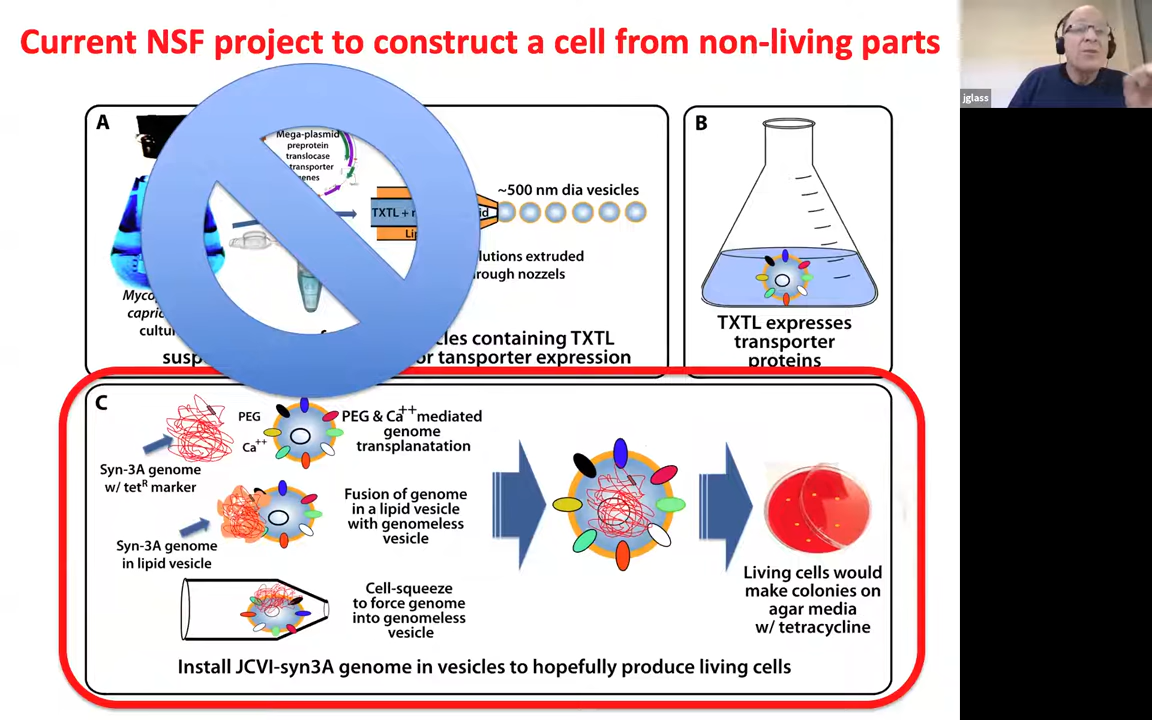 Current NSF project to construct a cell from non-living parts
jglass
A
Mega-plasmid
preprotein
translocase
transporter
~500 nm dia vesicles
TXTL +
lutions extruded
rough nozzels
Myco
capric
cultu
cles containing TXTL
susp
or tansporter expression
B
TXTL expresses
transporter
proteins
C
PEG
Ca++
PEG & Ca++ mediated
genome
transplanatation
Syn-3A genome
w/ tetR marker
Fusion of genome
in a lipid vesicle
with genomeless
vesicle
Syn-3A genome
in lipid vesicle
Cell-squeeze
to force genome
into genomeless
vesicle
Living cells would
make colonies on
agar media
w/ tetracycline
Install JCVI-syn3A genome in vesicles to hopefully produce living cells